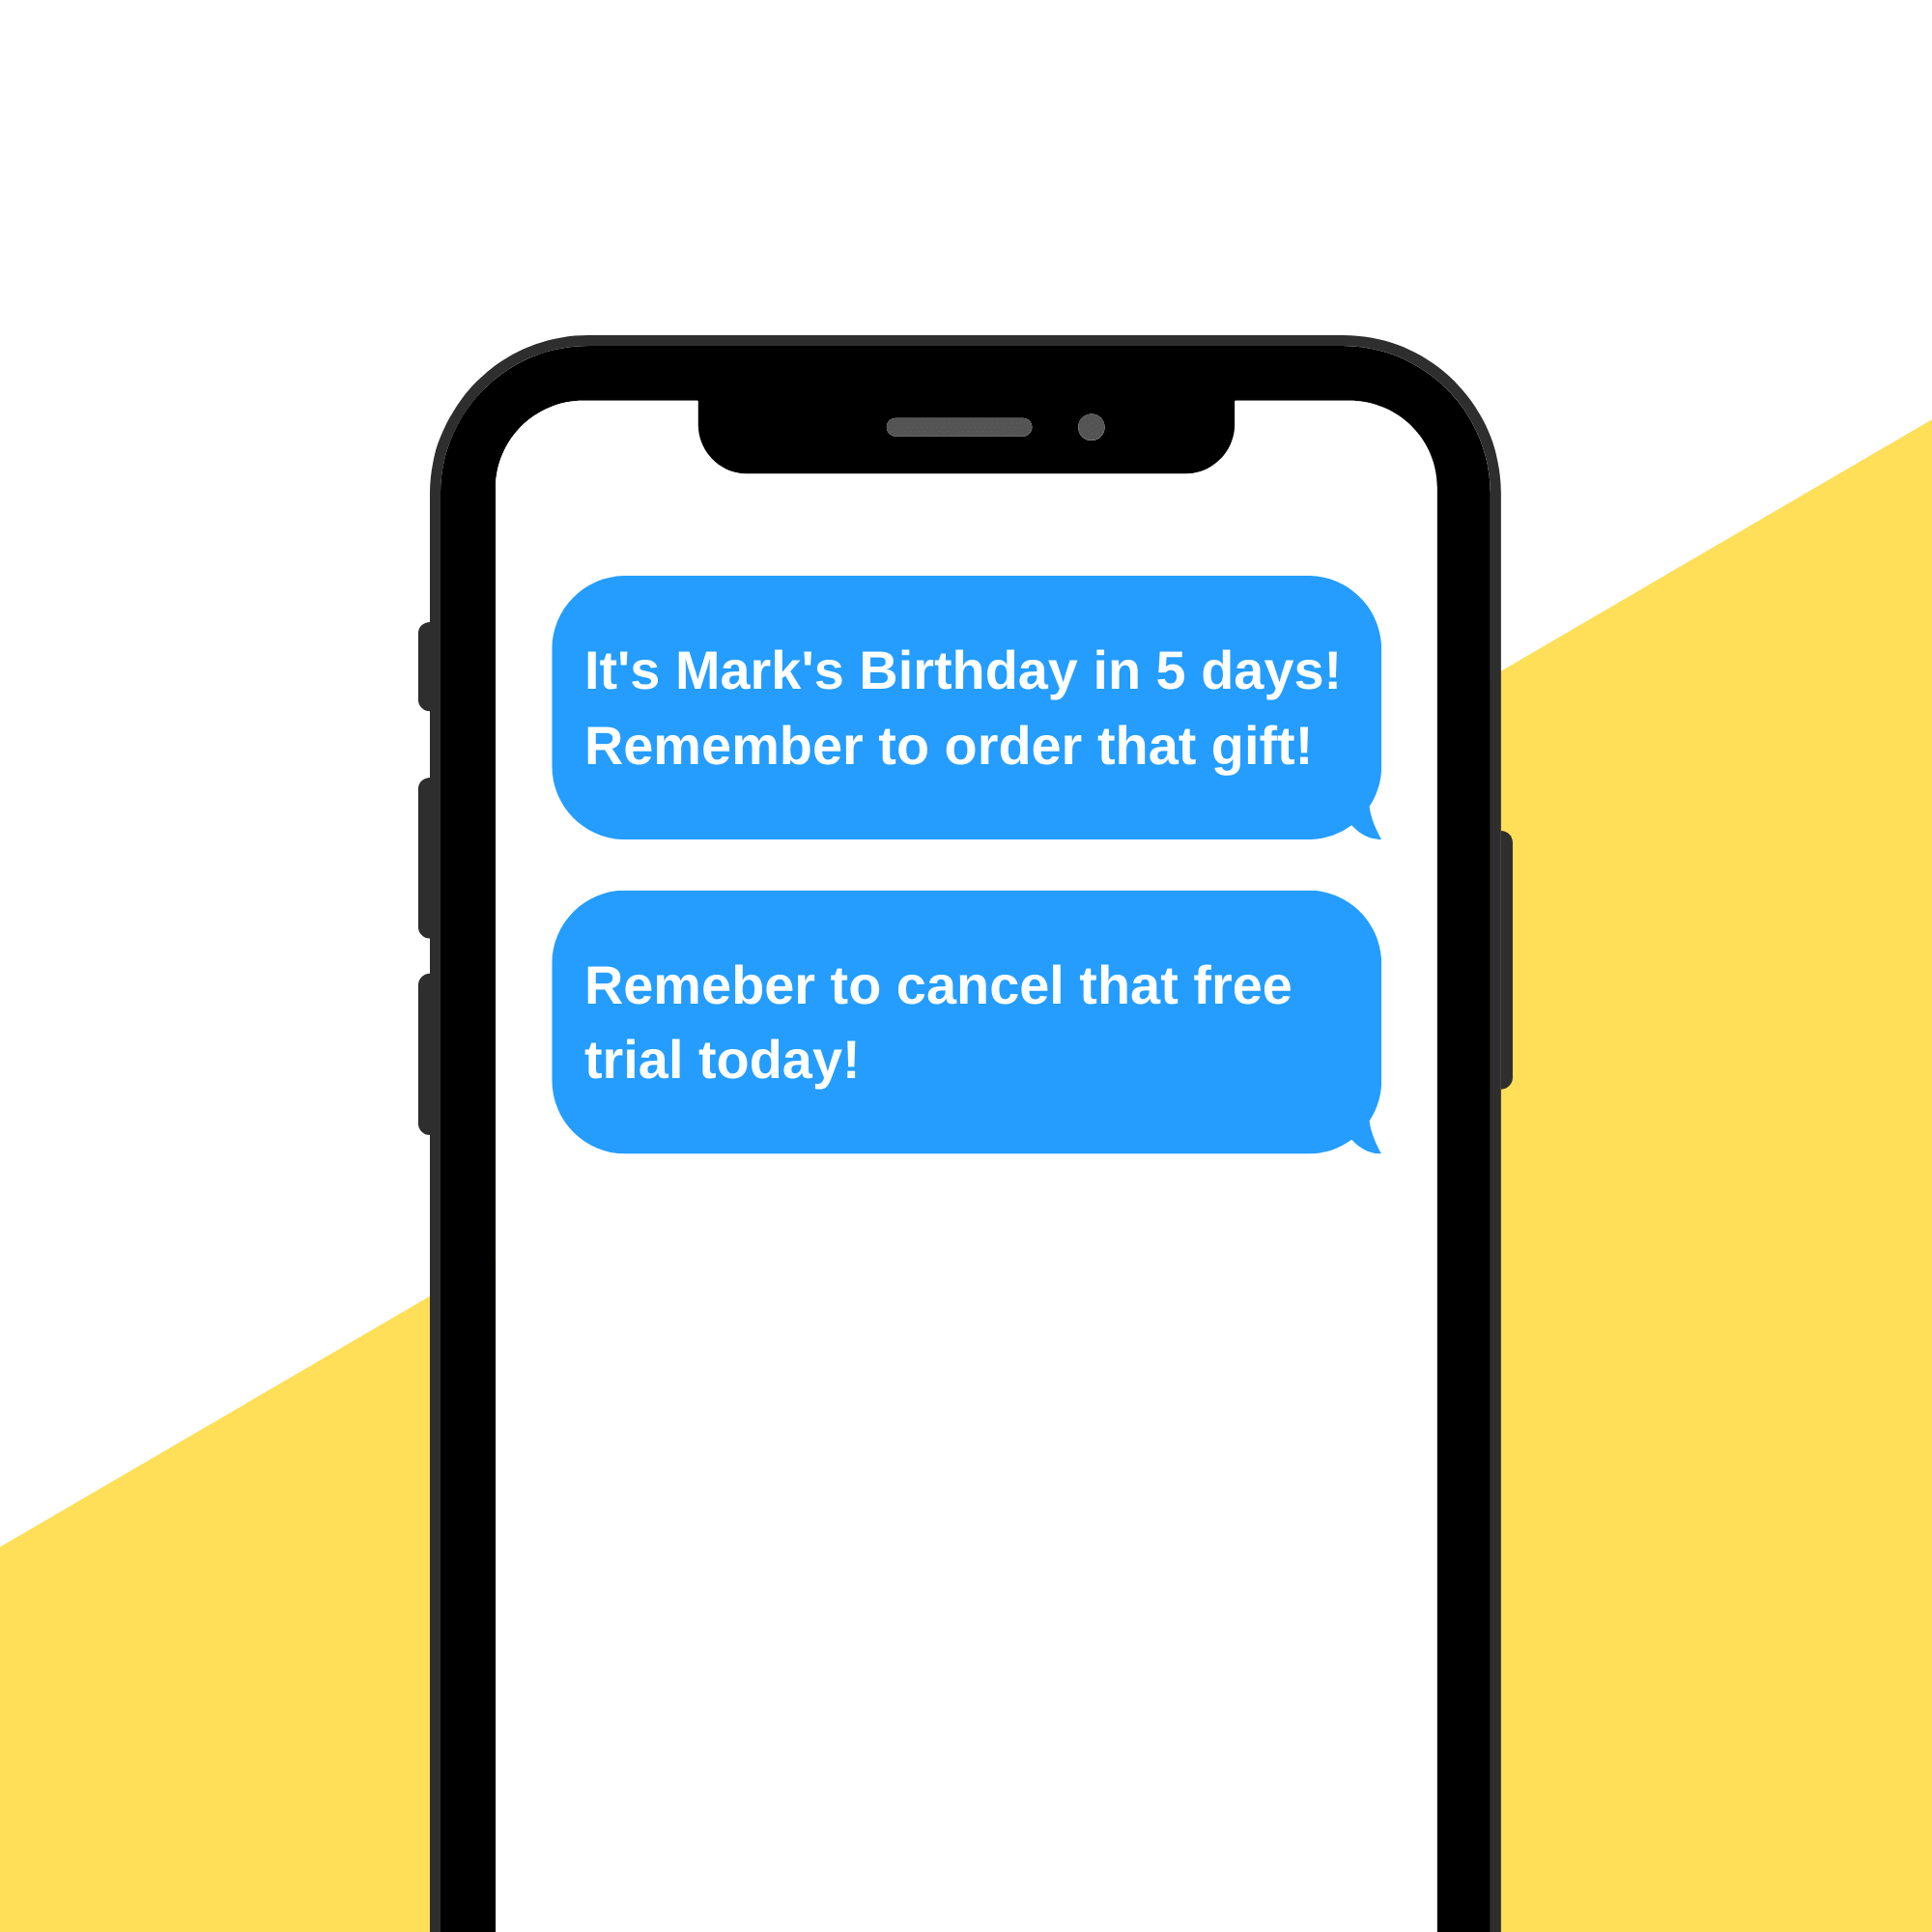 It's Mark's Birthday in 5 days!
Remember to order that gift!
Remeber to cancel that free
trial today!